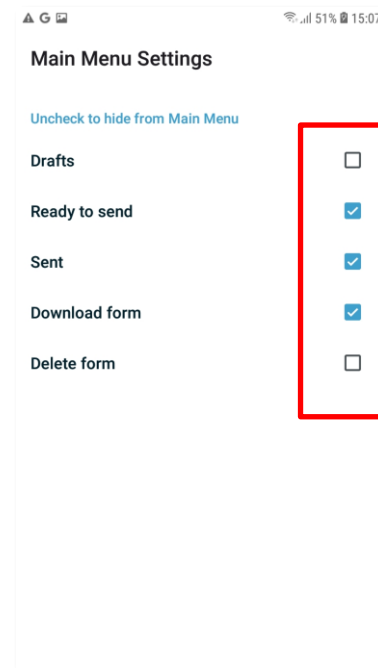 G 51% 15:07
Main Menu Settings
Uncheck to hide from Main Menu
Drafts
Ready to send
Sent
Download form
Delete form